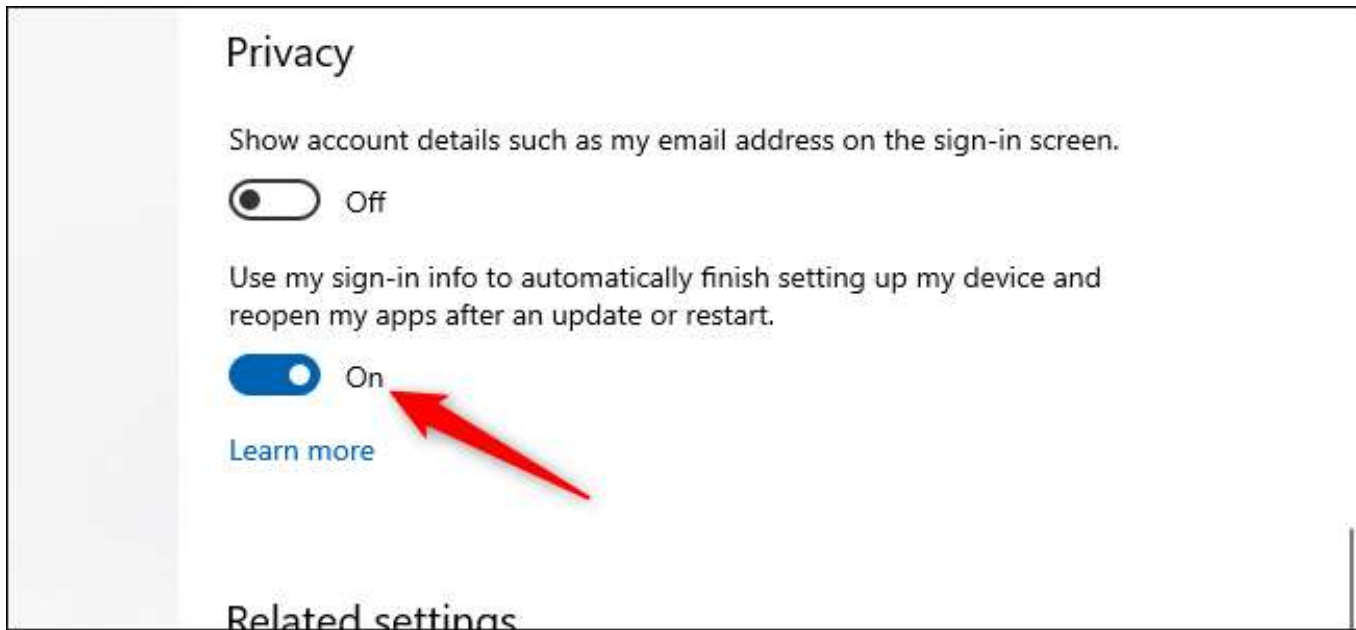 Privacy
Show account details such as my email address on the sign-in screen.
Off
Use my sign-in info to automatically finish setting up my device and
reopen my apps after an update or restart.
On
Learn more
Related settings